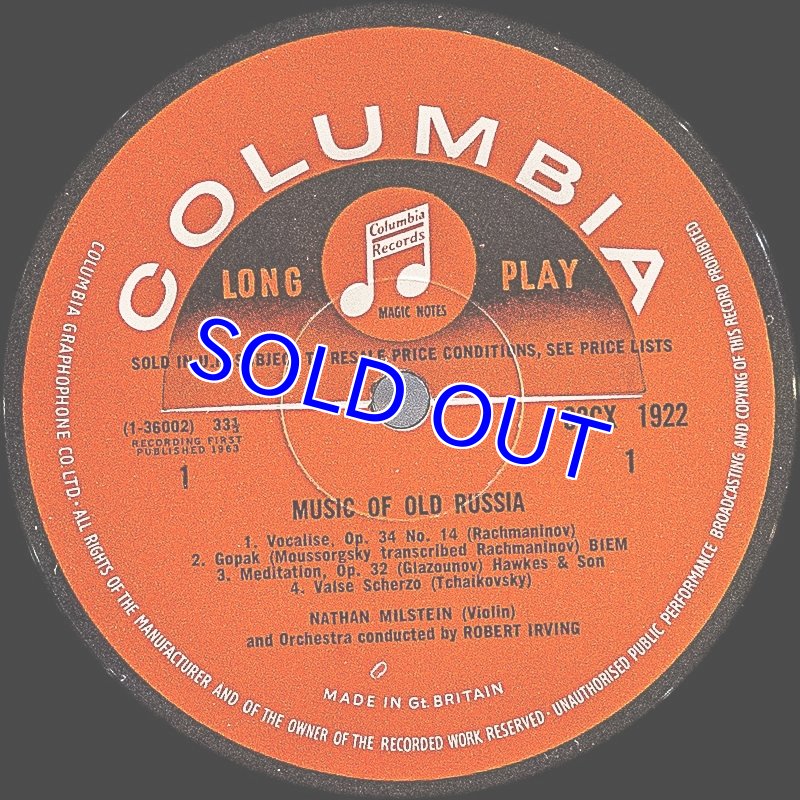 COLUMBIA
Columbia
Records
LONG PLAY
MAGIC NOTES
SOLD IN RESALE PRICE CONDITIONS, SEE PRICE LISTS
SOLD OUT
(1-36002) 33⅓ 1922
RECORDING FIRST
PUBLISHED 1963
1 1
MUSIC OF OLD RUSSIA
1. Vocalise, Op. 34 No. 14 (Rachmaninov)
2. Gopak (Moussorgsky transcribed Rachmaninov) BIEM
3. Meditation, Op. 32 (Glazounov) Hawkes & Son
4. Valse Scherzo (Tchaikovsky)
NATHAN MILSTEIN (Violin)
and Orchestra conducted by ROBERT IRVING
MADE IN Gt. BRITAIN
COLUMBIA GRAPHOPHONE CO. LTD. · ALL RIGHTS OF THE MANUFACTURER AND OF THE OWNER OF THE RECORDED WORK RESERVED · UNAUTHORISED PUBLIC PERFORMANCE BROADCASTING AND COPYING OF THIS RECORD PROHIBITED